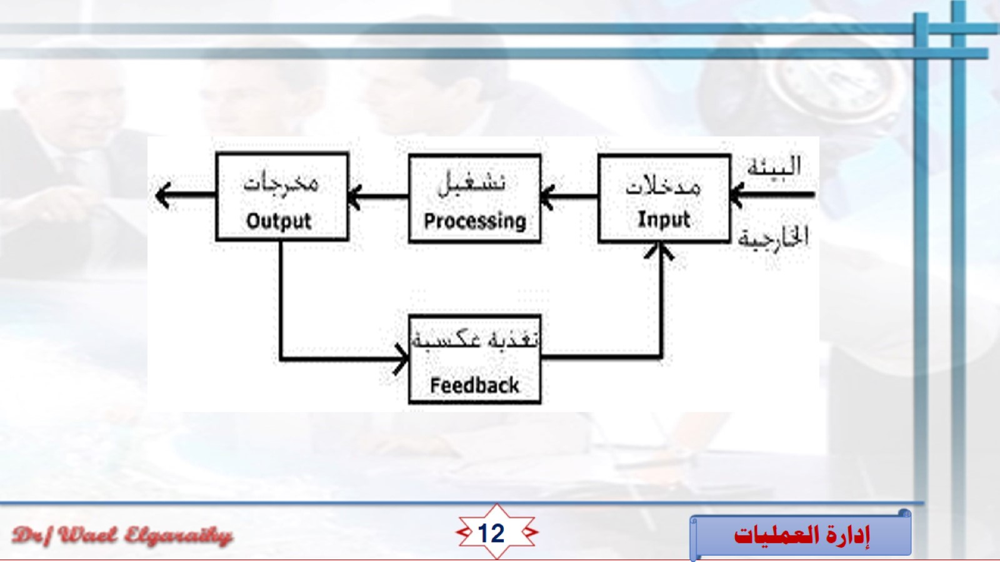 البيئة
الخارجية
مدخلات
Input
تشغيل
Processing
مخرجات
Output
تغذية عكسية
Feedback
Dr/ Wael Elgaraihy
12
إدارة العمليات